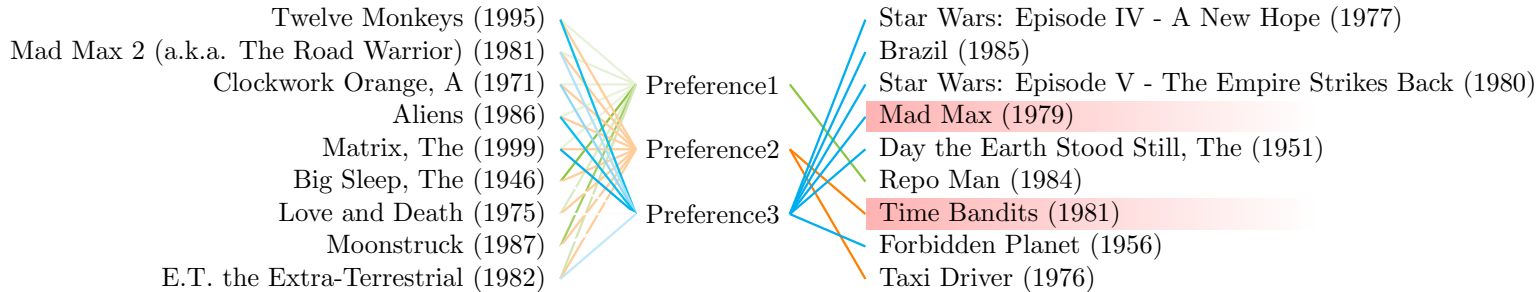 Twelve Monkeys (1995)
Mad Max 2 (a.k.a. The Road Warrior) (1981)
Clockwork Orange, A (1971)
Aliens (1986)
Matrix, The (1999)
Big Sleep, The (1946)
Love and Death (1975)
Moonstruck (1987)
E.T. the Extra-Terrestrial (1982)
Preference1
Preference2
Preference3
Star Wars: Episode IV - A New Hope (1977)
Brazil (1985)
Star Wars: Episode V - The Empire Strikes Back (1980)
Mad Max (1979)
Day the Earth Stood Still, The (1951)
Repo Man (1984)
Time Bandits (1981)
Forbidden Planet (1956)
Taxi Driver (1976)